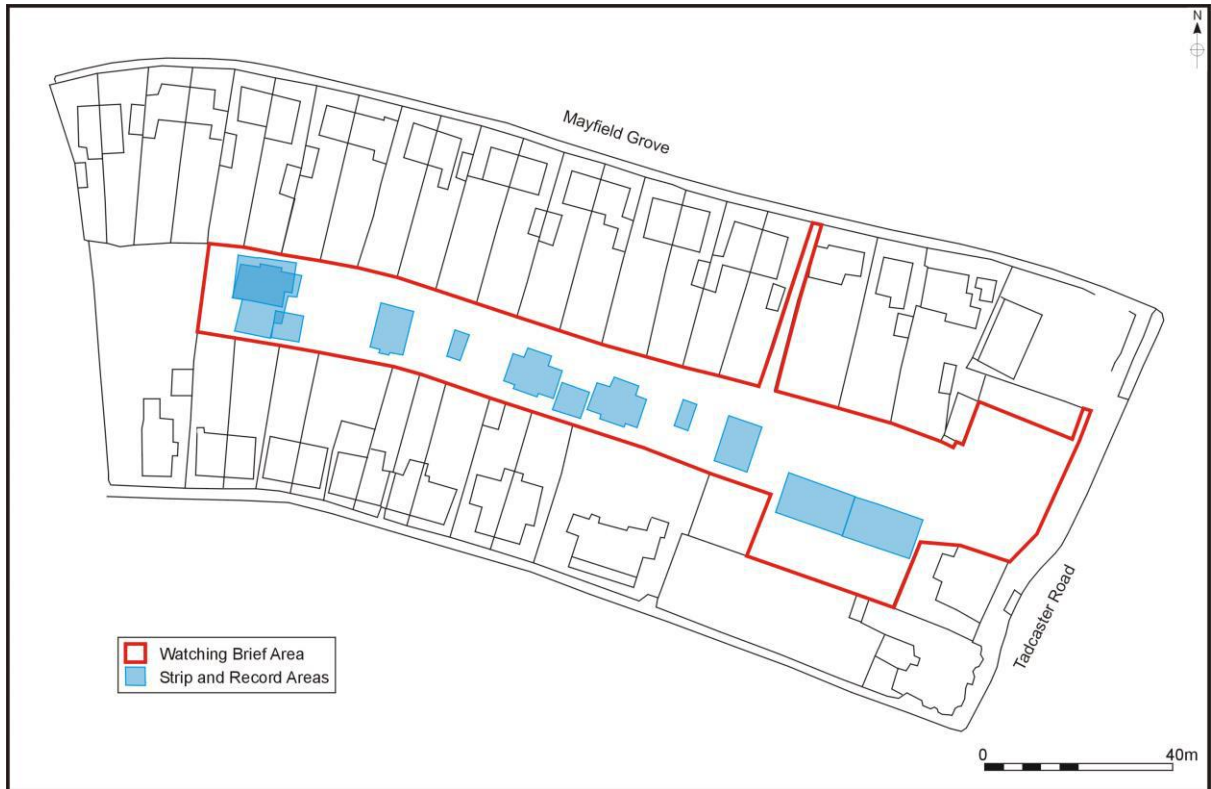 N
Mayfield Grove
Tadcaster Road
Watching Brief Area
Strip and Record Areas
0 40m